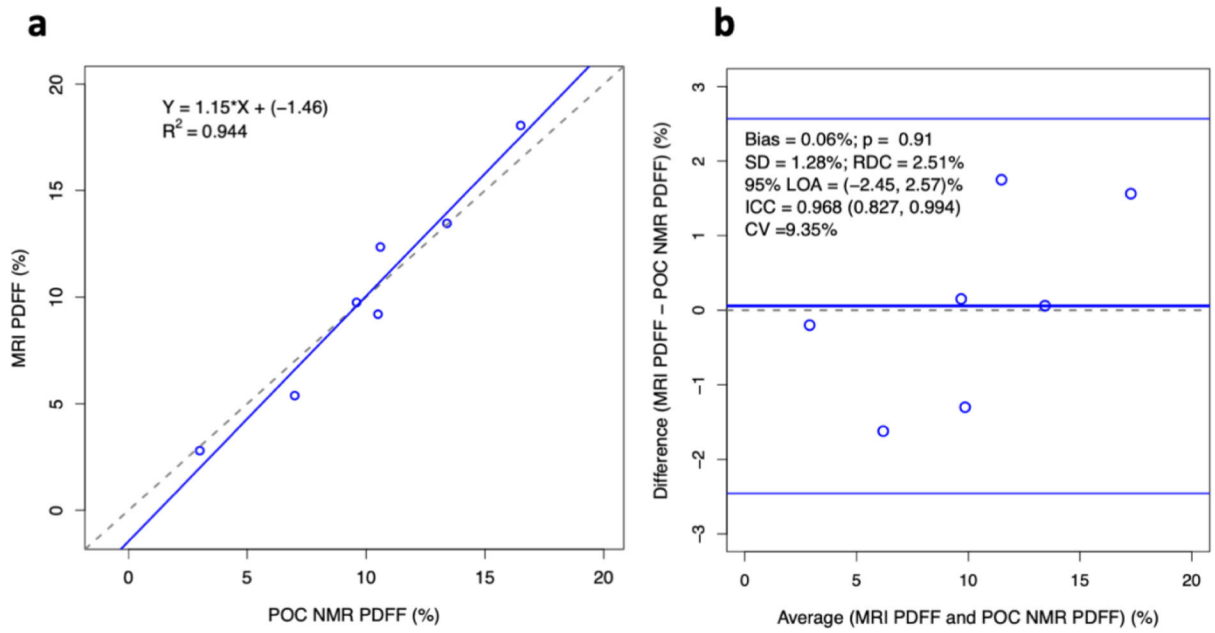 a
MRI PDFF (%)
20
15
10
5
0
Y = 1.15*X + (−1.46)
R² = 0.944
0 5 10 15 20
POC NMR PDFF (%)
b
Difference (MRI PDFF − POC NMR PDFF) (%)
3
2
1
0
−1
−2
−3
Bias = 0.06%; p = 0.91
SD = 1.28%; RDC = 2.51%
95% LOA = (−2.45, 2.57)%
ICC = 0.968 (0.827, 0.994)
CV =9.35%
0 5 10 15 20
Average (MRI PDFF and POC NMR PDFF) (%)